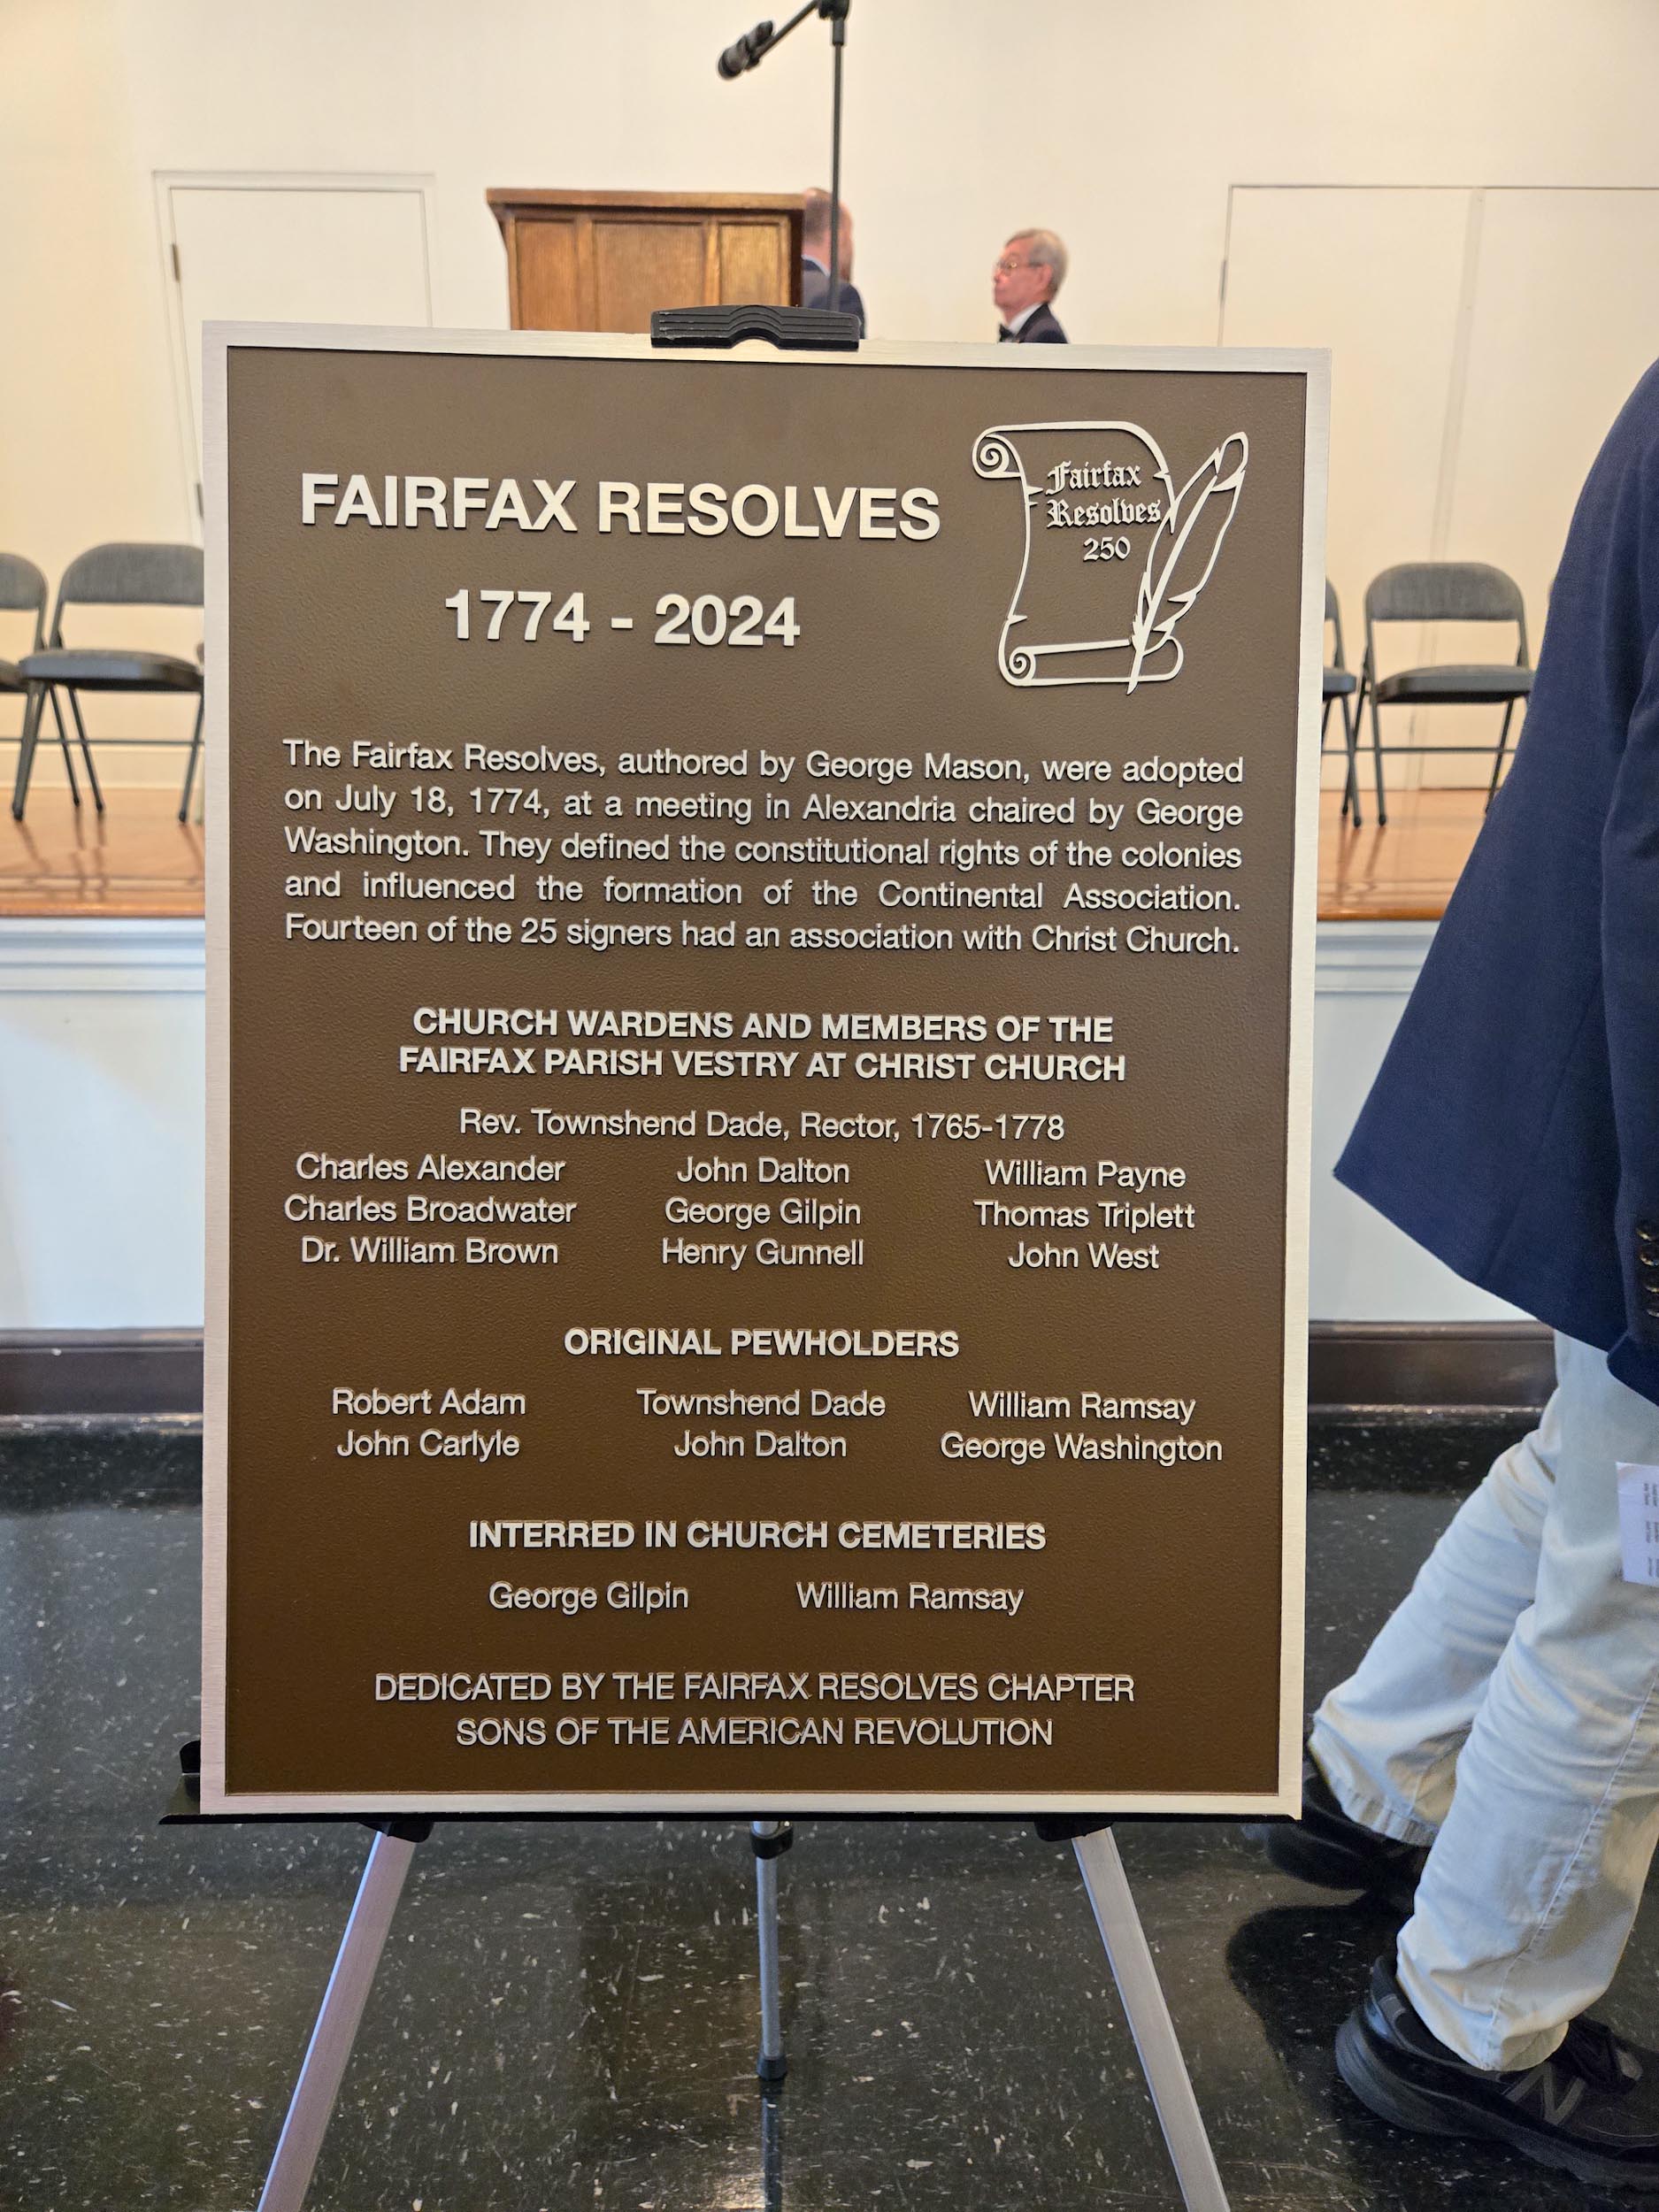 FAIRFAX RESOLVES
1774 - 2024
Fairfax
Resolves
250
The Fairfax Resolves, authored by George Mason, were adopted
on July 18, 1774, at a meeting in Alexandria chaired by George
Washington. They defined the constitutional rights of the colonies
and influenced the formation of the Continental Association.
Fourteen of the 25 signers had an association with Christ Church.
CHURCH WARDENS AND MEMBERS OF THE
FAIRFAX PARISH VESTRY AT CHRIST CHURCH
Rev. Townshend Dade, Rector, 1765-1778
Charles Alexander John Dalton William Payne
Charles Broadwater George Gilpin Thomas Triplett
Dr. William Brown Henry Gunnell John West
ORIGINAL PEWHOLDERS
Robert Adam Townshend Dade William Ramsay
John Carlyle John Dalton George Washington
INTERRED IN CHURCH CEMETERIES
George Gilpin William Ramsay
DEDICATED BY THE FAIRFAX RESOLVES CHAPTER
SONS OF THE AMERICAN REVOLUTION
N